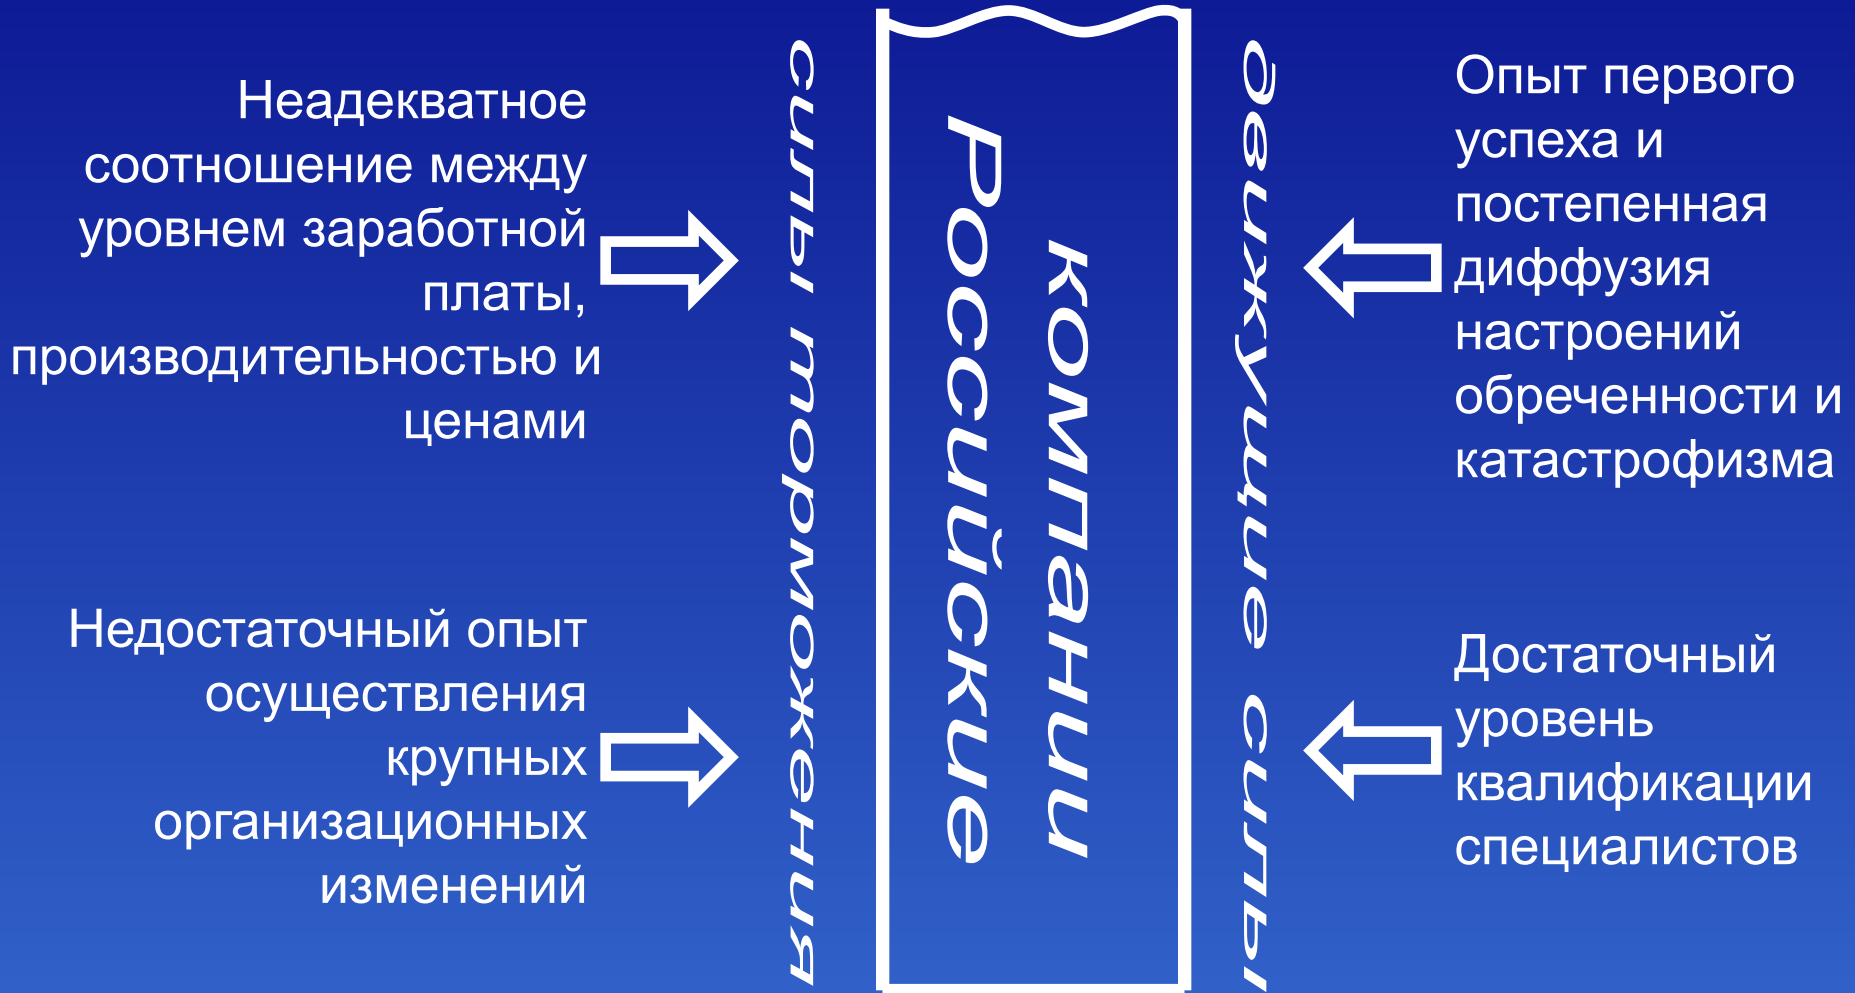 Неадекватное
соотношение между
уровнем заработной
платы,
производительностью и
ценами
Недостаточный опыт
осуществления
крупных
организационных
изменений
силы торможения
Российские
компании
движущие силы
Опыт первого
успеха и
постепенная
диффузия
настроений
обреченности и
катастрофизма
Достаточный
уровень
квалификации
специалистов